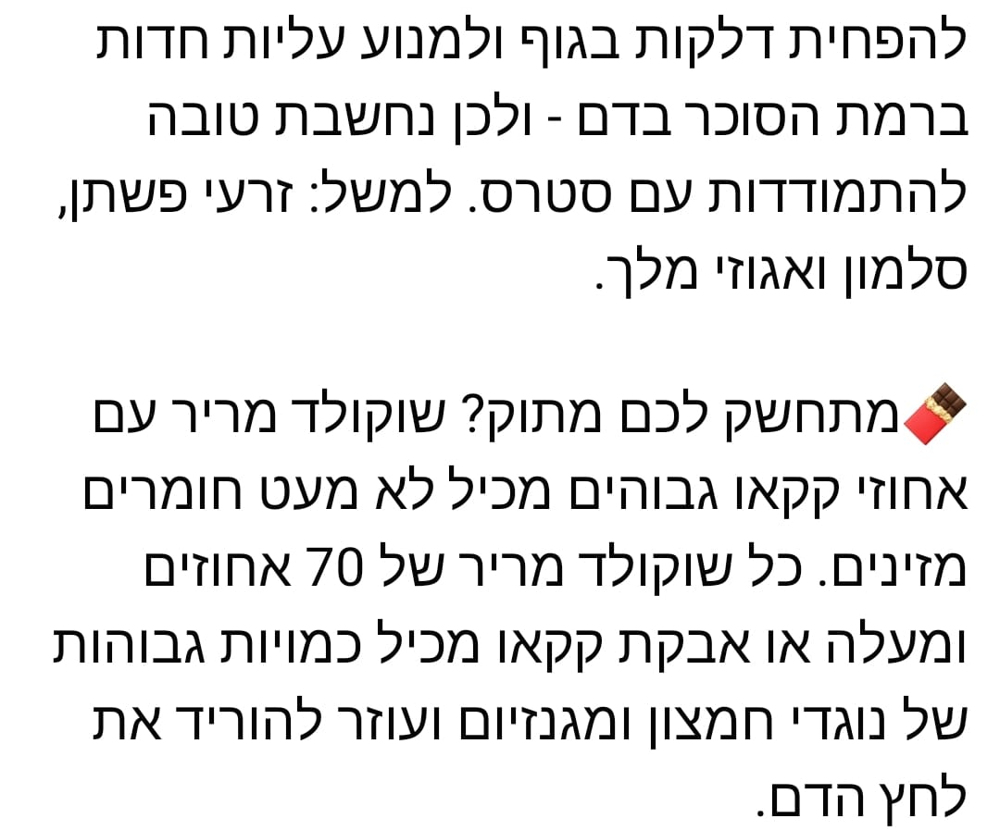 להפחית דלקות בגוף ולמנוע עליות חדות
ברמת הסוכר בדם - ולכן נחשבת טובה
להתמודדות עם סטרס. למשל: זרעי פשתן,
סלמון ואגוזי מלך.
🍫מתחשק לכם מתוק? שוקולד מריר עם
אחוזי קקאו גבוהים מכיל לא מעט חומרים
מזינים. כל שוקולד מריר של 70 אחוזים
ומעלה או אבקת קקאו מכיל כמויות גבוהות
של נוגדי חמצון ומגנזיום ועוזר להוריד את
לחץ הדם.